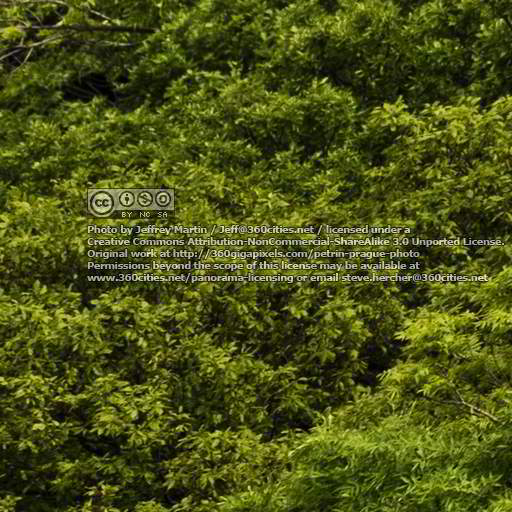 cc BY NC SA
Photo by Jeffrey Martin / Jeff@360cities.net / licensed under a
Creative Commons Attribution-NonCommercial-ShareAlike 3.0 Unported License.
Original work at http://360gigapixels.com/petrin-prague-photo
Permissions beyond the scope of this license may be available at
www.360cities.net/panorama-licensing or email steve.hercher@360cities.net